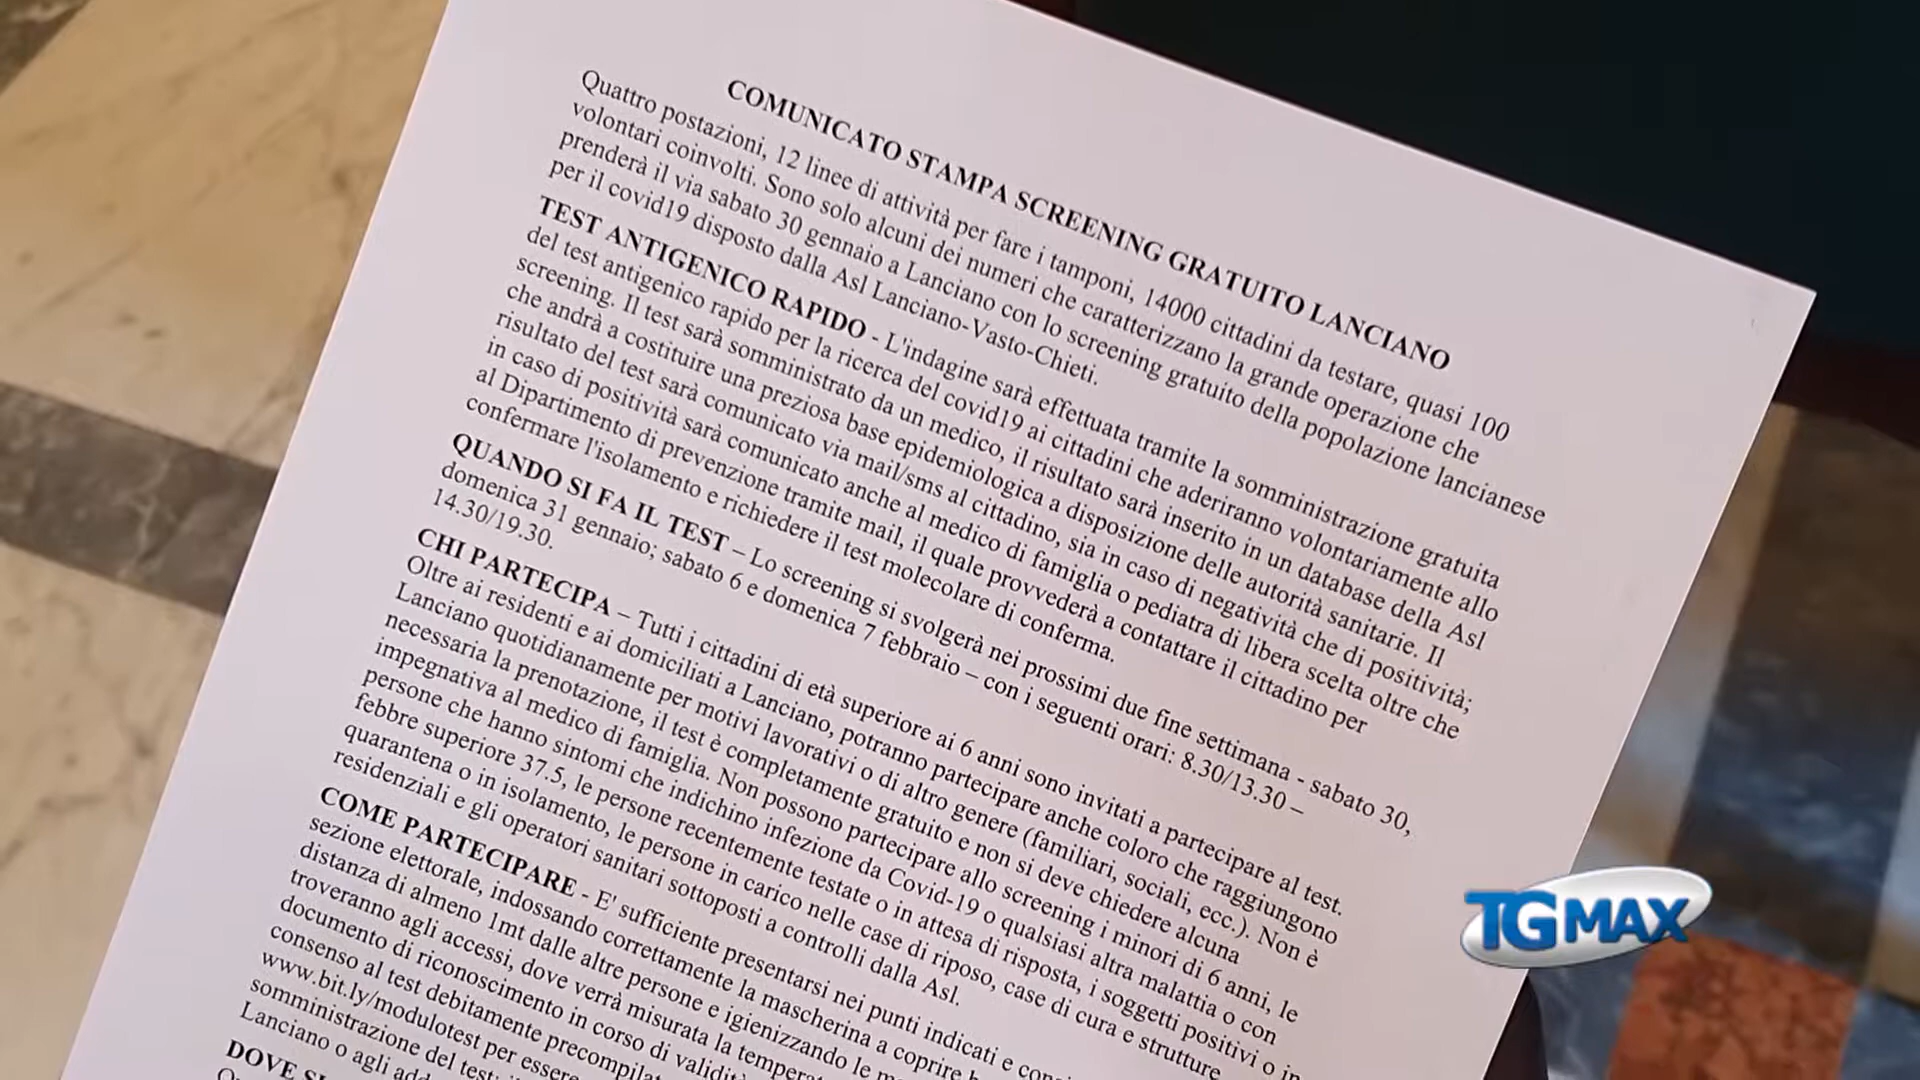 COMUNICATO STAMPA SCREENING GRATUITO LANCIANO
Quattro postazioni, 12 linee di attività per fare i tamponi, 14000 cittadini da testare, quasi 100
volontari coinvolti. Sono solo alcuni dei numeri che caratterizzano la grande operazione che
prenderà il via sabato 30 gennaio a Lanciano con lo screening gratuito della popolazione lancianese
per il covid19 disposto dalla Asl Lanciano-Vasto-Chieti.
TEST ANTIGENICO RAPIDO - L'indagine sarà effettuata tramite la somministrazione gratuita
del test antigenico rapido per la ricerca del covid19 ai cittadini che aderiranno volontariamente allo
screening. Il test sarà somministrato da un medico, il risultato sarà inserito in un database della Asl
che andrà a costituire una preziosa base epidemiologica a disposizione delle autorità sanitarie. Il
risultato del test sarà comunicato via mail/sms al cittadino, sia in caso di negatività che di positività;
in caso di positività sarà comunicato anche al medico di famiglia o pediatra di libera scelta oltre che
al Dipartimento di prevenzione tramite mail, il quale provvederà a contattare il cittadino per
confermare l'isolamento e richiedere il test molecolare di conferma.
QUANDO SI FA IL TEST – Lo screening si svolgerà nei prossimi due fine settimana - sabato 30,
domenica 31 gennaio; sabato 6 e domenica 7 febbraio – con i seguenti orari: 8.30/13.30 –
14.30/19.30.
CHI PARTECIPA – Tutti i cittadini di età superiore ai 6 anni sono invitati a partecipare al test.
Oltre ai residenti e ai domiciliati a Lanciano, potranno partecipare anche coloro che raggiungono
Lanciano quotidianamente per motivi lavorativi o di altro genere (familiari, sociali, ecc.). Non è
necessaria la prenotazione, il test è completamente gratuito e non si deve chiedere alcuna
impegnativa al medico di famiglia. Non possono partecipare allo screening i minori di 6 anni, le
persone che hanno sintomi che indichino infezione da Covid-19 o qualsiasi altra malattia o con
febbre superiore 37.5, le persone recentemente testate o in attesa di risposta, i soggetti positivi o in
quarantena o in isolamento, le persone in carico nelle case di riposo, case di cura e strutture
residenziali e gli operatori sanitari sottoposti a controlli dalla Asl.
COME PARTECIPARE - E' sufficiente presentarsi nei punti indicati e
sezione elettorale, indossando correttamente la mascherina a coprire
distanza di almeno 1mt dalle altre persone e igienizzando le
troveranno agli accessi, dove verrà misurata la
documento di riconoscimento in corso di
consenso al test debitamente
www.bit.ly/modulotest per essere
somministrazione del
Lanciano o agli
DOVE
TGMAX